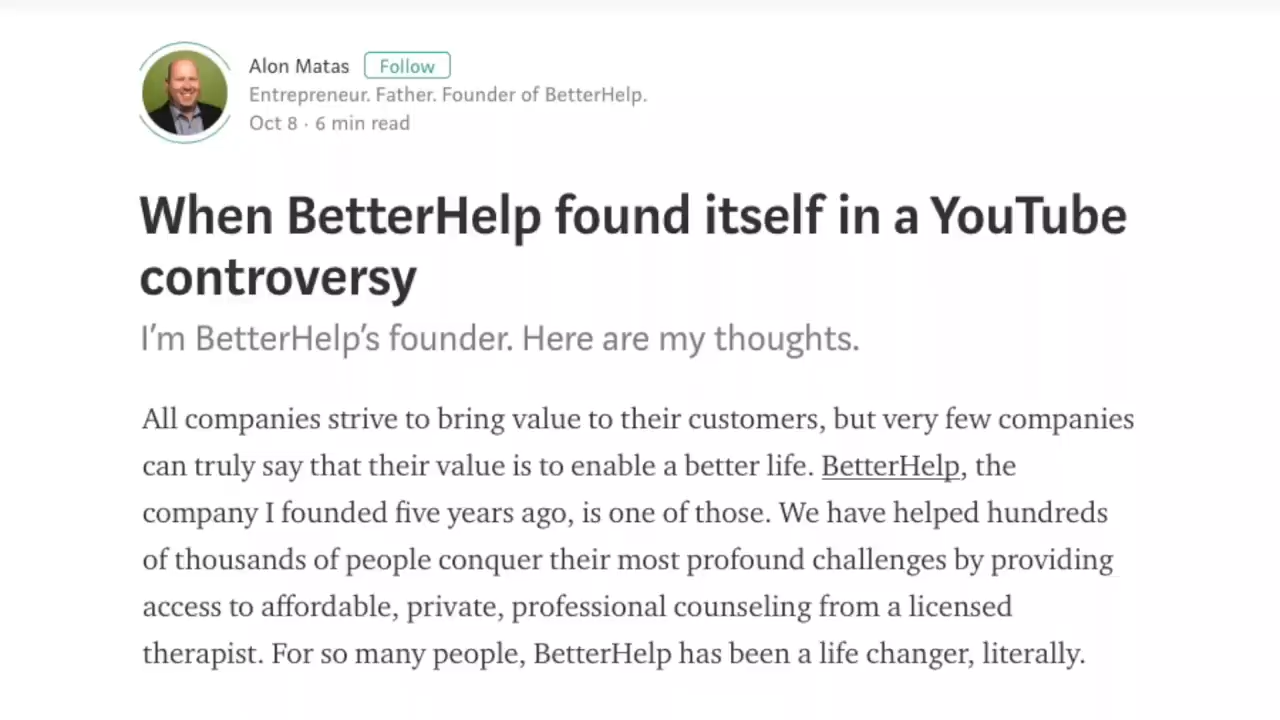 Alon Matas Follow
Entrepreneur. Father. Founder of BetterHelp.
Oct 8 · 6 min read
When BetterHelp found itself in a YouTube
controversy
I’m BetterHelp’s founder. Here are my thoughts.
All companies strive to bring value to their customers, but very few companies
can truly say that their value is to enable a better life. BetterHelp, the
company I founded five years ago, is one of those. We have helped hundreds
of thousands of people conquer their most profound challenges by providing
access to affordable, private, professional counseling from a licensed
therapist. For so many people, BetterHelp has been a life changer, literally.